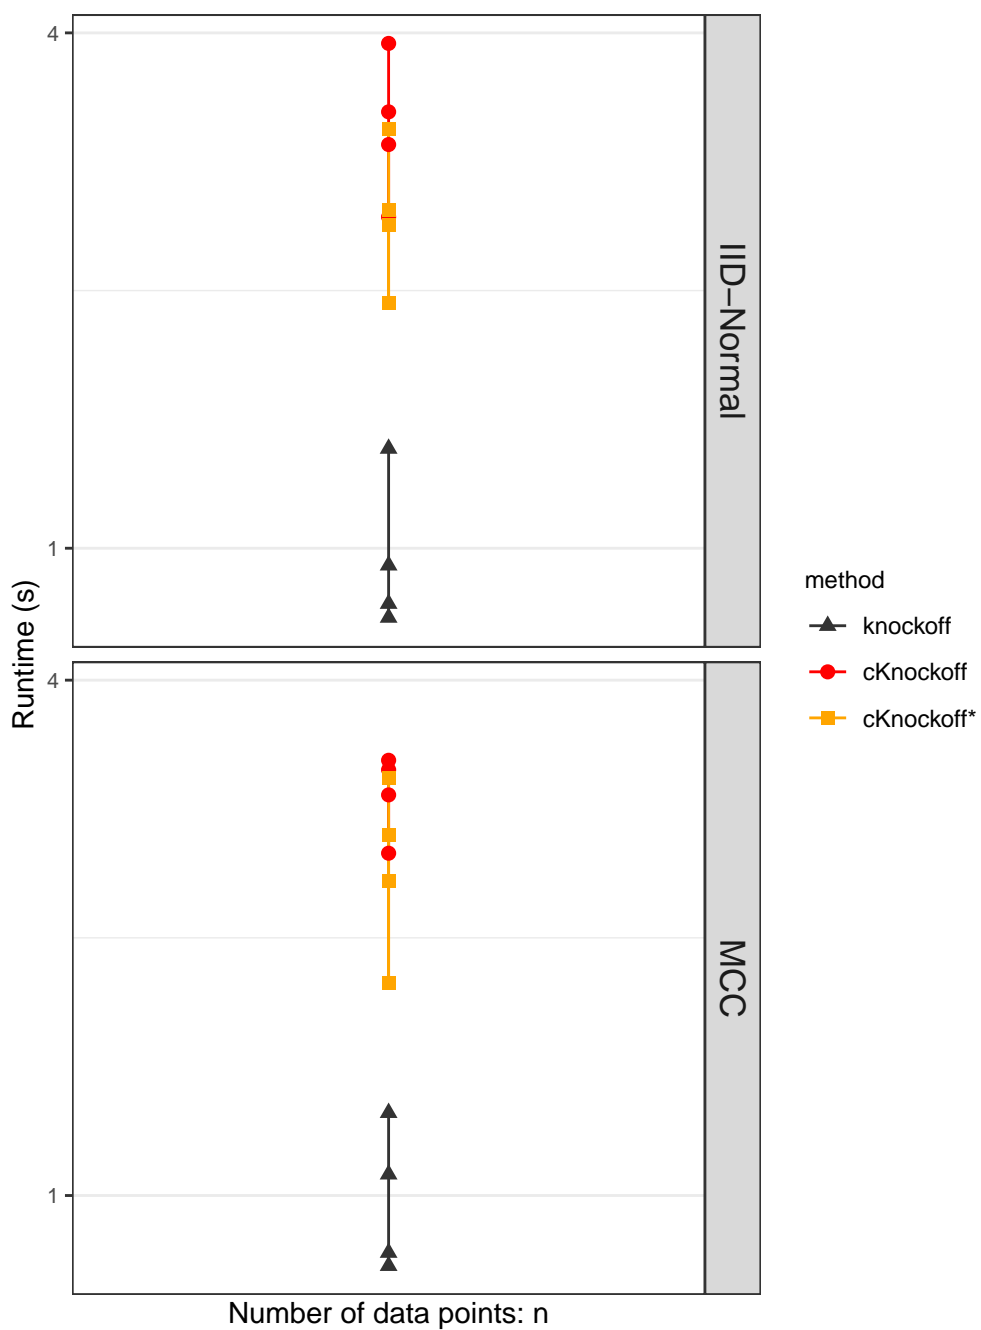 4
1
IID−Normal
Runtime (s)
4
1
MCC
Number of data points: n
method
knockoff
cKnockoff
cKnockoff*